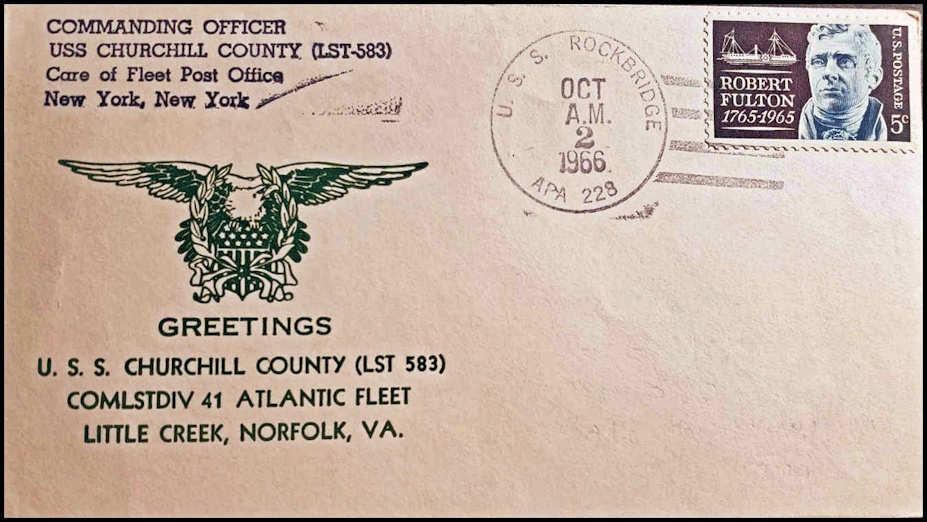 COMMANDING OFFICER
USS CHURCHILL COUNTY (LST-583)
Care of Fleet Post Office
New York, New York
U. S. S. ROCKBRIDGE
OCT
A.M.
2
1966
APA 228
ROBERT
FULTON
1765-1965
U.S. POSTAGE
5c
GREETINGS
U. S. S. CHURCHILL COUNTY (LST 583)
COMLSTDIV 41 ATLANTIC FLEET
LITTLE CREEK, NORFOLK, VA.